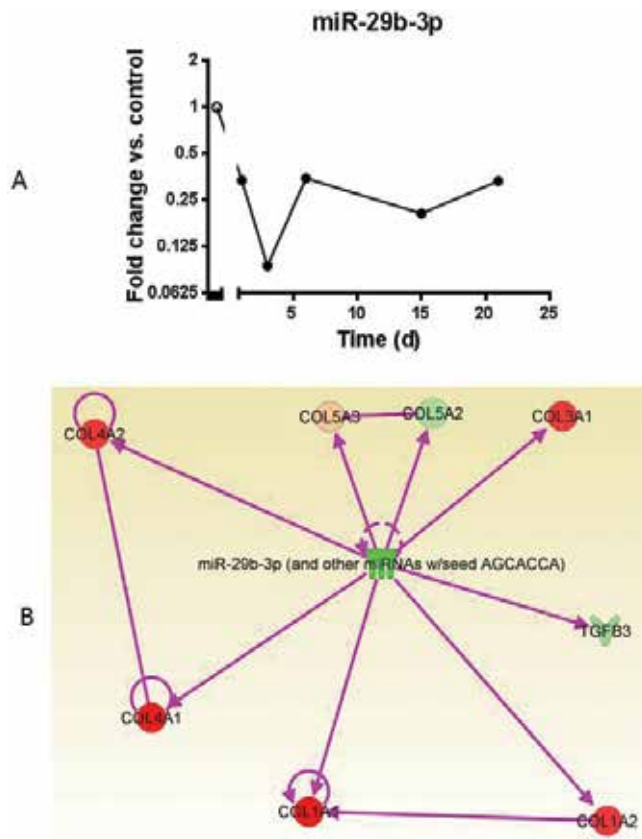 miR-29b-3p
A
Fold change vs. control
2
1
0.5
0.25
0.125
0.0625
5
10
15
20
25
Time (d)
B
COL4A2
COL5A3
COL5A2
COL3A1
miR-29b-3p (and other miRNAs w/seed AGCACCA)
TGFB3
COL4A1
COL1A2